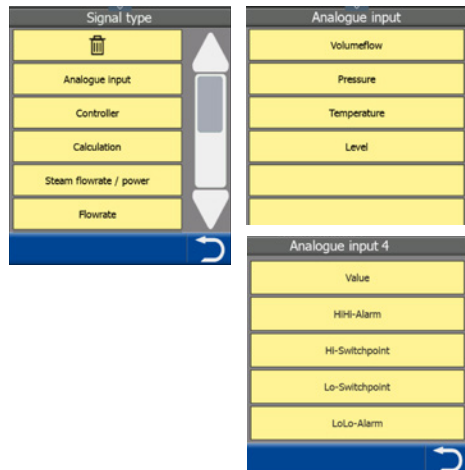 Signal type
Analogue input
Controller
Calculation
Steam flowrate / power
Flowrate
Analogue input
Volumeflow
Pressure
Temperature
Level
Analogue input 4
Value
HiHi-Alarm
Hi-Switchpoint
Lo-Switchpoint
LoLo-Alarm